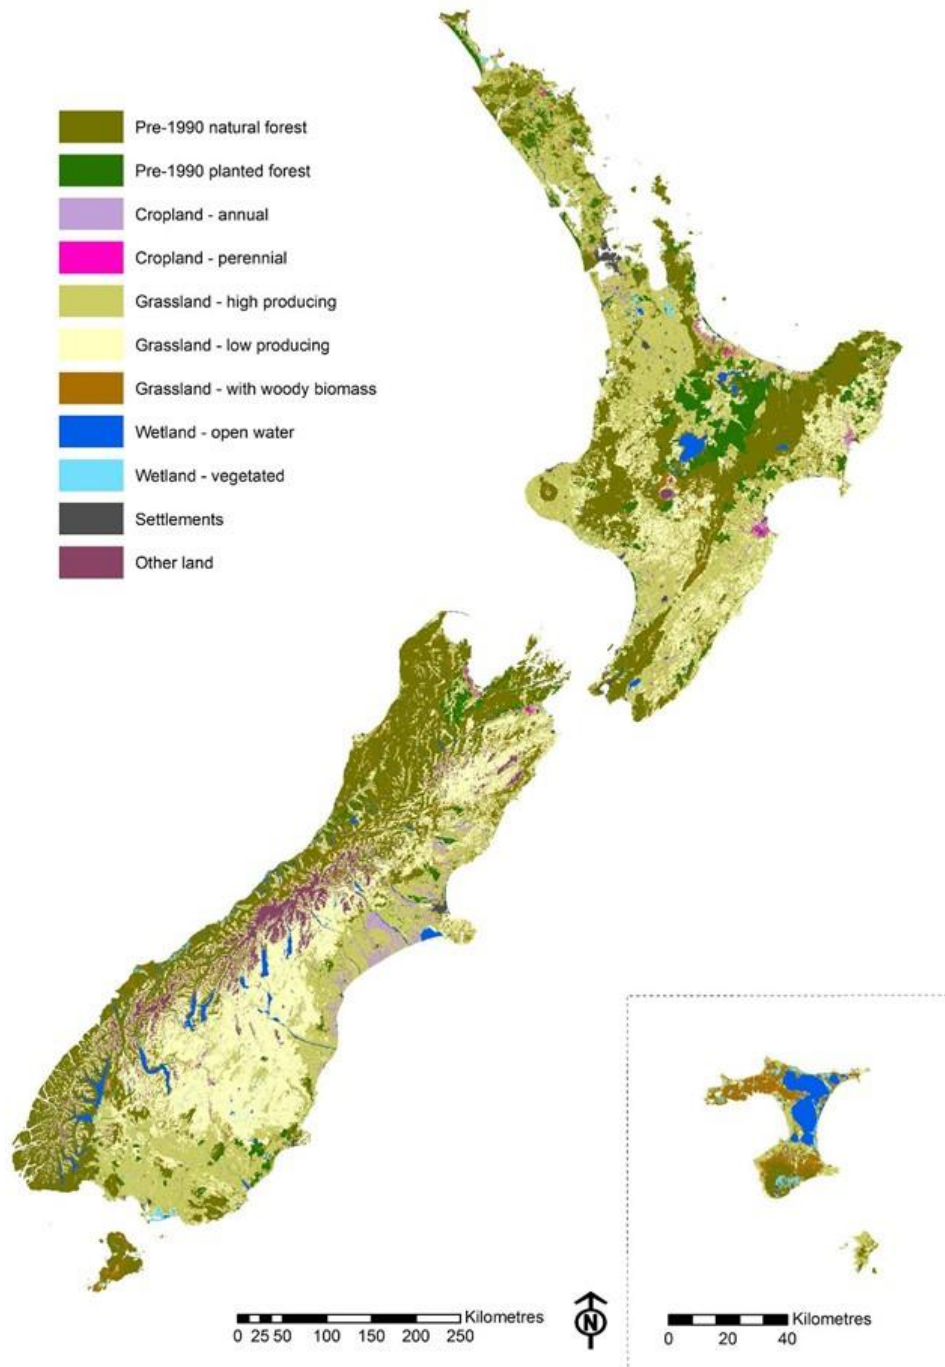 Pre-1990 natural forest
Pre-1990 planted forest
Cropland - annual
Cropland - perennial
Grassland - high producing
Grassland - low producing
Grassland - with woody biomass
Wetland - open water
Wetland - vegetated
Settlements
Other land
Kilometres
0 25 50 100 150 200 250
N
Kilometres
0 20 40